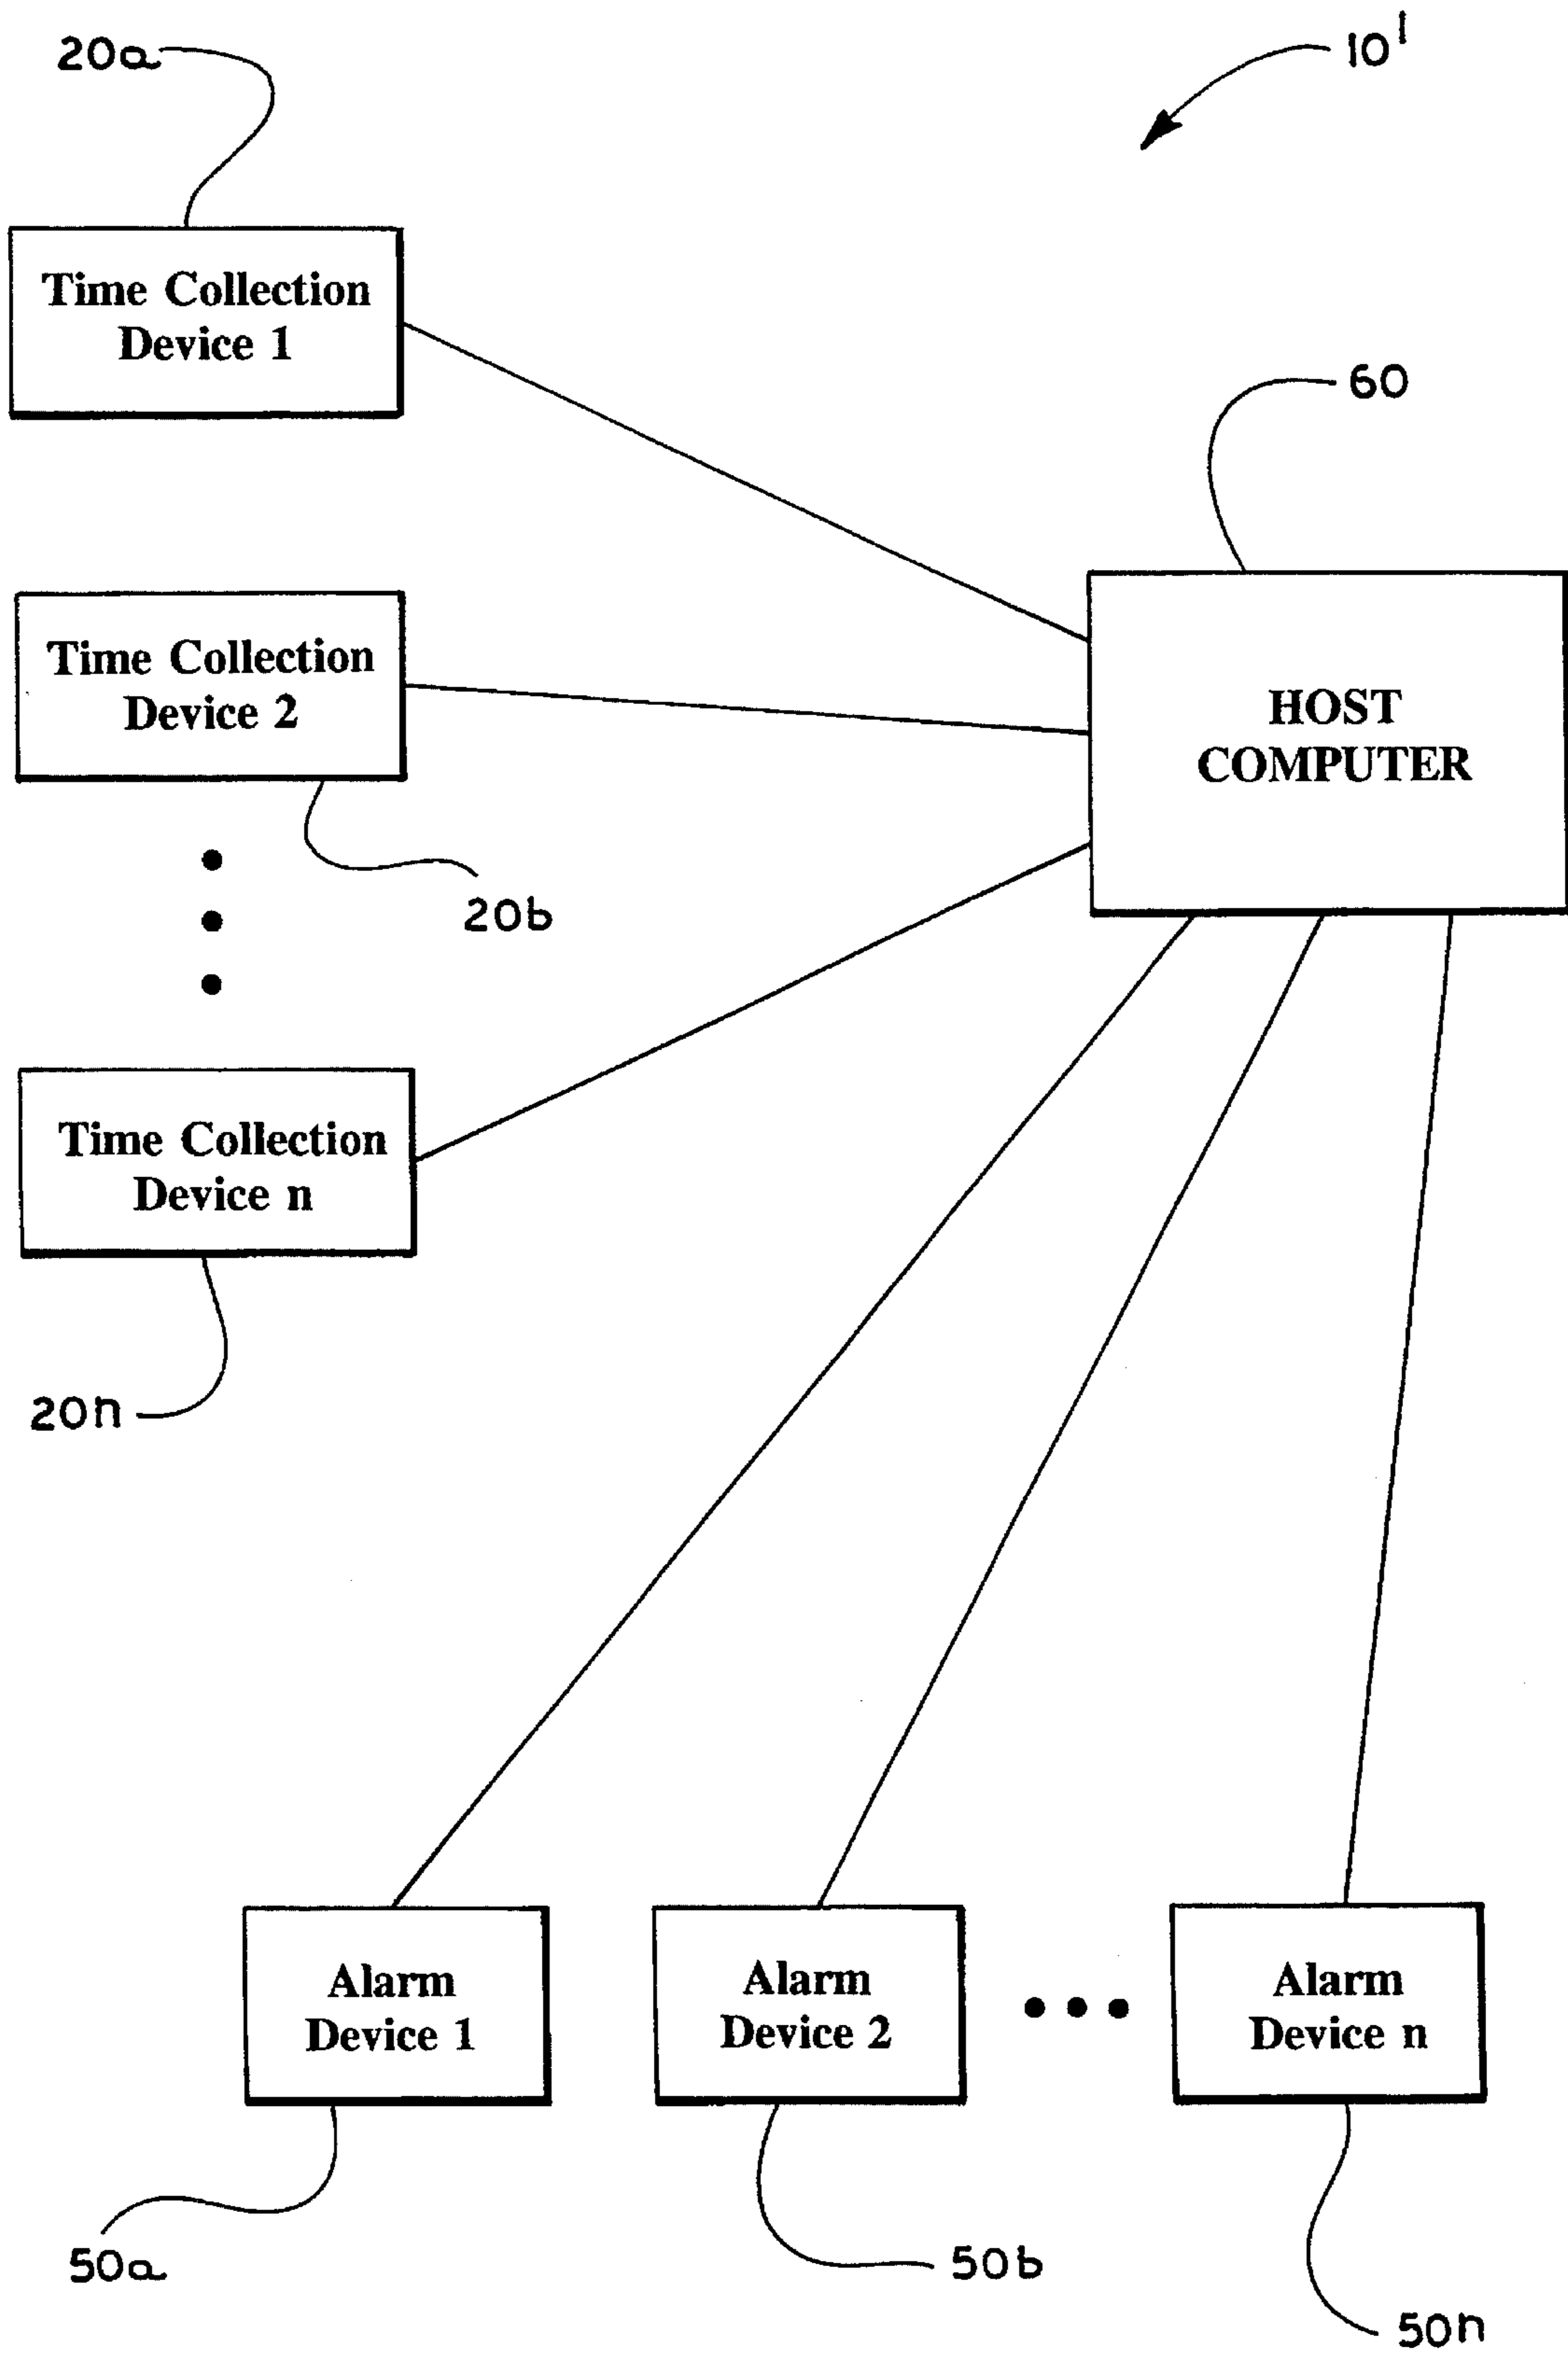 20a
10'
Time Collection
Device 1
60
Time Collection
Device 2
HOST
COMPUTER
20b
Time Collection
Device n
20n
Alarm
Device 1
Alarm
Device 2
Alarm
Device n
50a
50b
50n